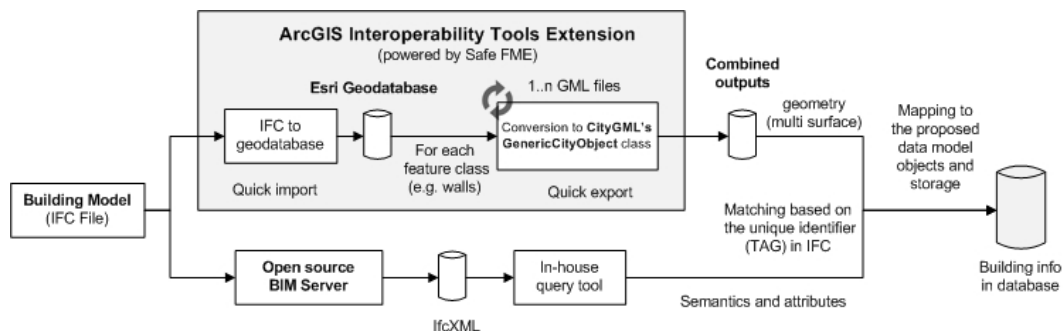 ArcGIS Interoperability Tools Extension
(powered by Safe FME)
Esri Geodatabase
1..n GML files
IFC to
geodatabase
Conversion to CityGML's
GenericCityObject class
For each
feature class
(e.g. walls)
Quick import
Quick export
Combined
outputs
geometry
(multi surface)
Mapping to
the proposed
data model
objects and
storage
Building Model
(IFC File)
Matching based on
the unique identifier
(TAG) in IFC
Open source
BIM Server
IfcXML
In-house
query tool
Semantics and attributes
Building info
in database